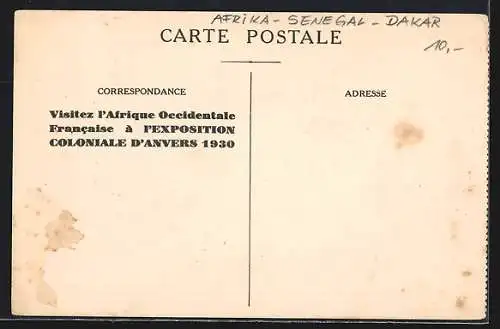 AFRIKA - SENEGAL - DAKAR
CARTE POSTALE
10,-
CORRESPONDANCE
ADRESSE
Visitez l'Afrique Occidentale
Française à l'EXPOSITION
COLONIALE D'ANVERS 1930